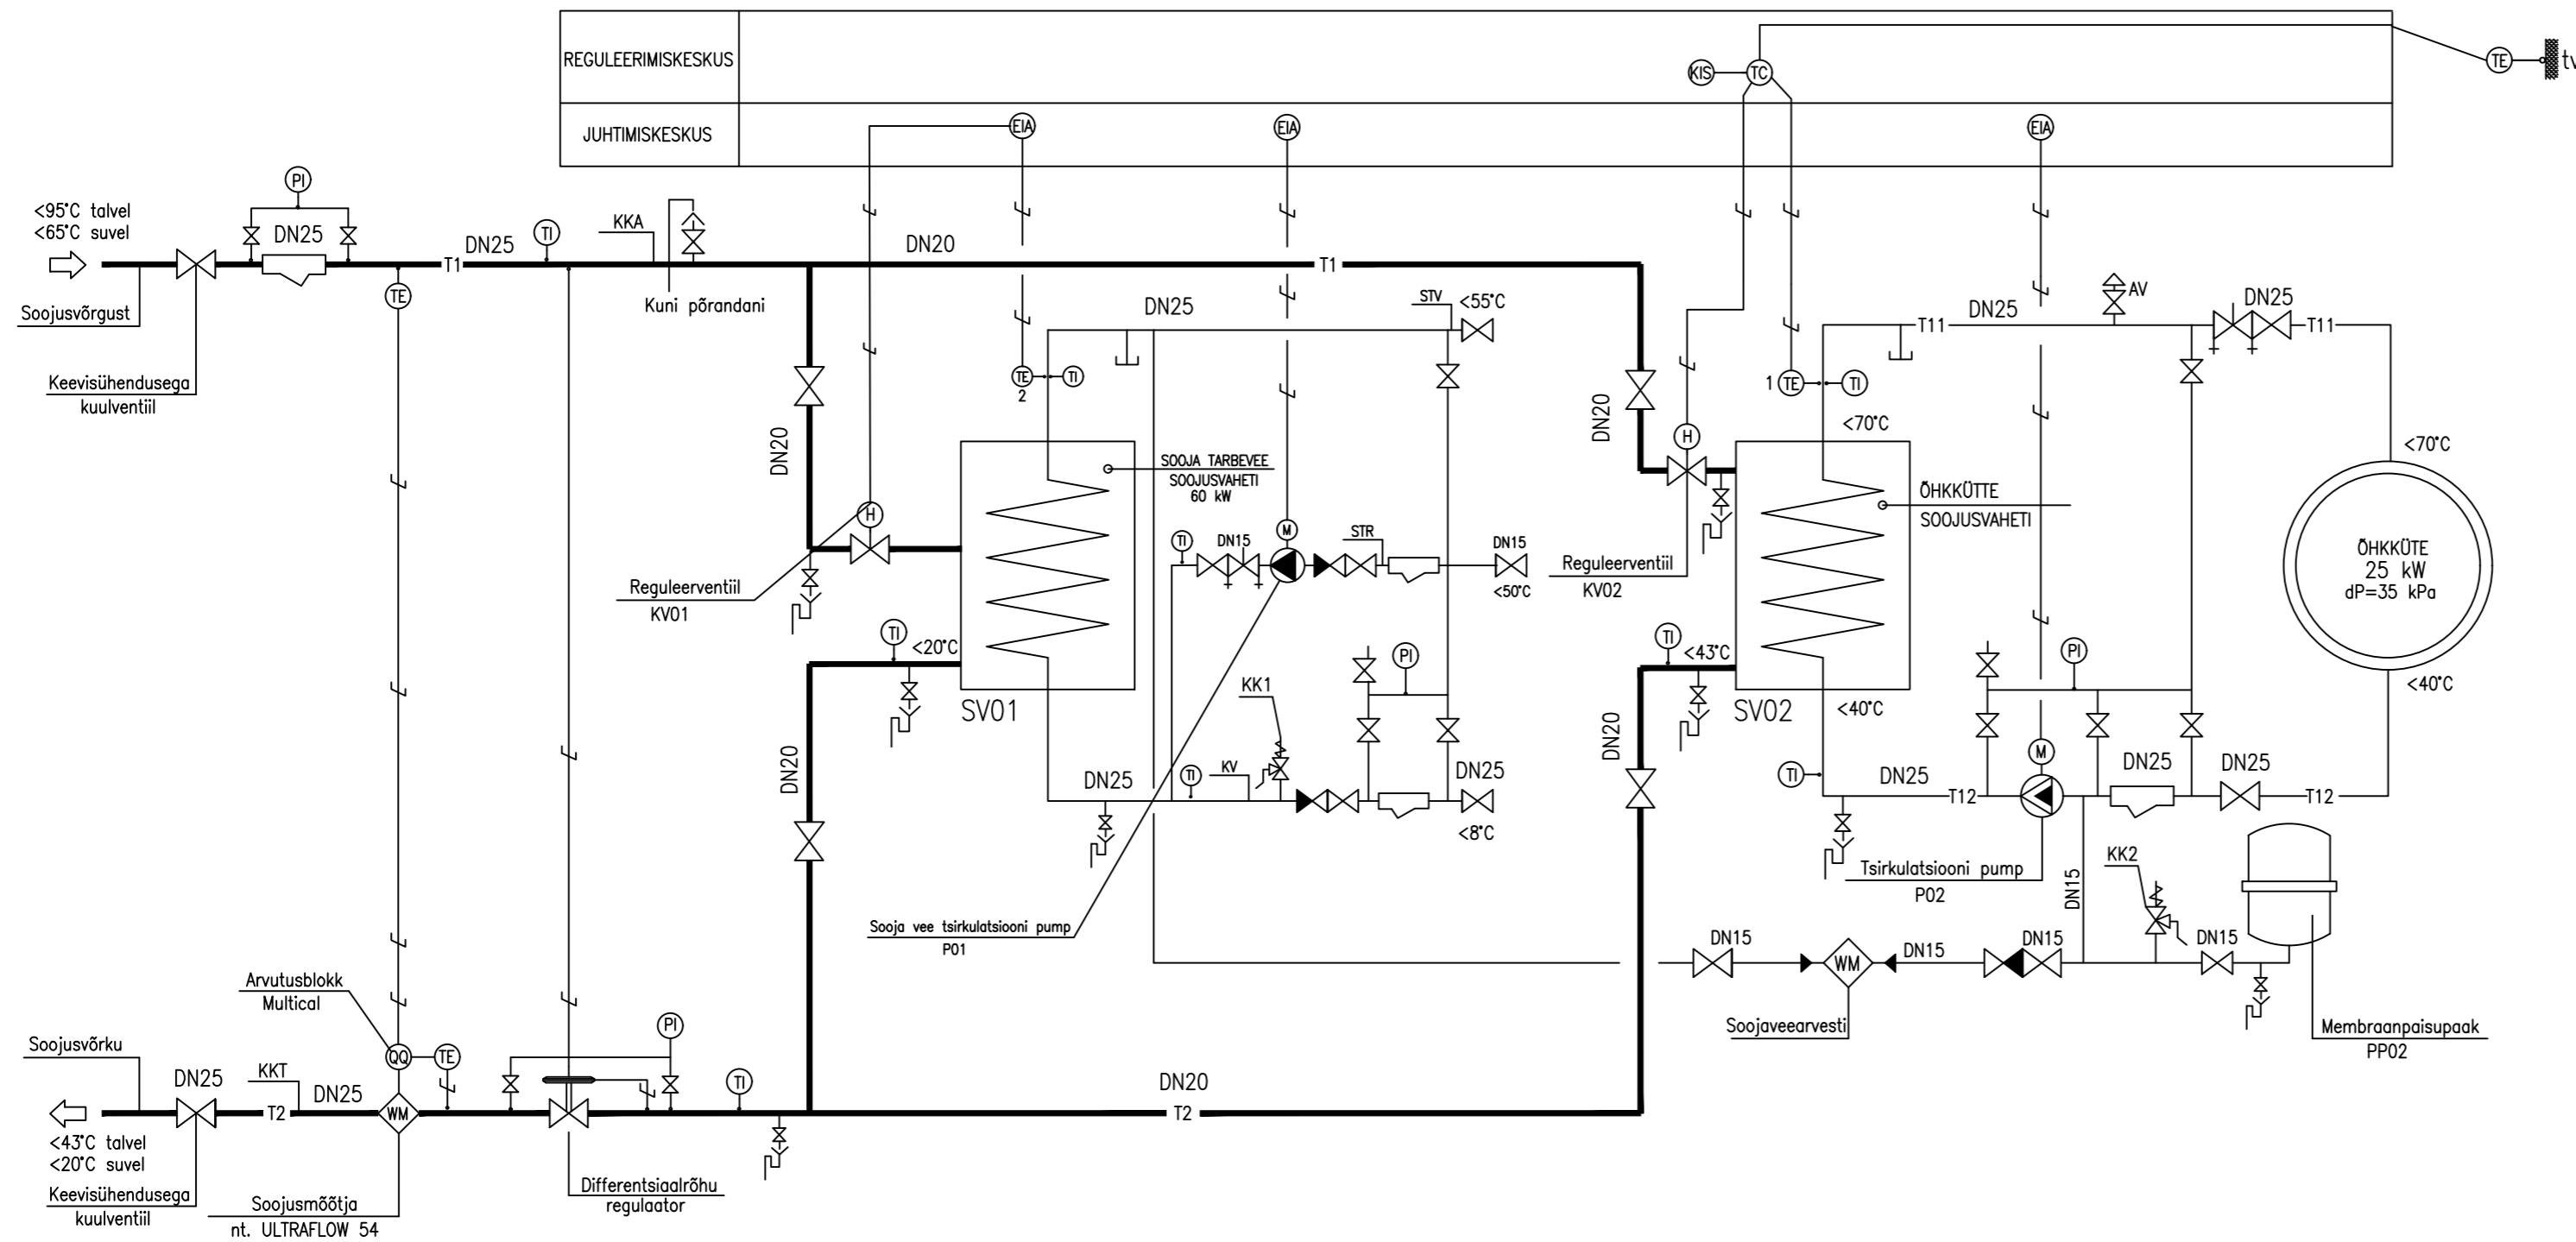 REGULEERIMISKESKUS
KIS
TC
TE
tv
JUHTIMISKESKUS
EIA
EIA
EIA
PI
<95°C talvel
<65°C suvel
DN25
DN25
TI
KKA
DN20
T1
T1
Soojusvõrgust
TE
Kuni põrandani
Keevisühendusega
kuulventiil
DN25
STV
<55°C
TE
2
TI
DN20
SOOJA TARBEVEE
SOOJUSVAHETI
60 kW
H
Reguleerventiil
KV01
TI
<20°C
SV01
DN20
TI
DN15
M
STR
DN15
<50°C
KK1
PI
DN25
TI
KV
DN25
<8°C
Sooja vee tsirkulatsiooni pump
P01
DN20
H
Reguleerventiil
KV02
TI
<43°C
DN20
SV02
T11
DN25
AV
DN25
T11
1
TE
TI
<70°C
<70°C
ÕHKKÜTTE
SOOJUSVAHETI
ÕHKKÜTE
25 kW
dP=35 kPa
<40°C
<40°C
PI
M
TI
DN25
T12
DN25
DN25
T12
Tsirkulatsiooni pump
P02
DN15
KK2
DN15
WM
DN15
DN15
DN15
Soojaveearvesti
Membraanpaisupaak
PP02
Arvutusblokk
Multical
QQ
TE
PI
TI
Soojusvõrku
DN25
KKT
DN25
T2
WM
DN20
T2
<43°C talvel
<20°C suvel
Keevisühendusega
kuulventiil
Soojusmõõtja
nt. ULTRAFLOW 54
Differentsiaalrõhu
regulaator